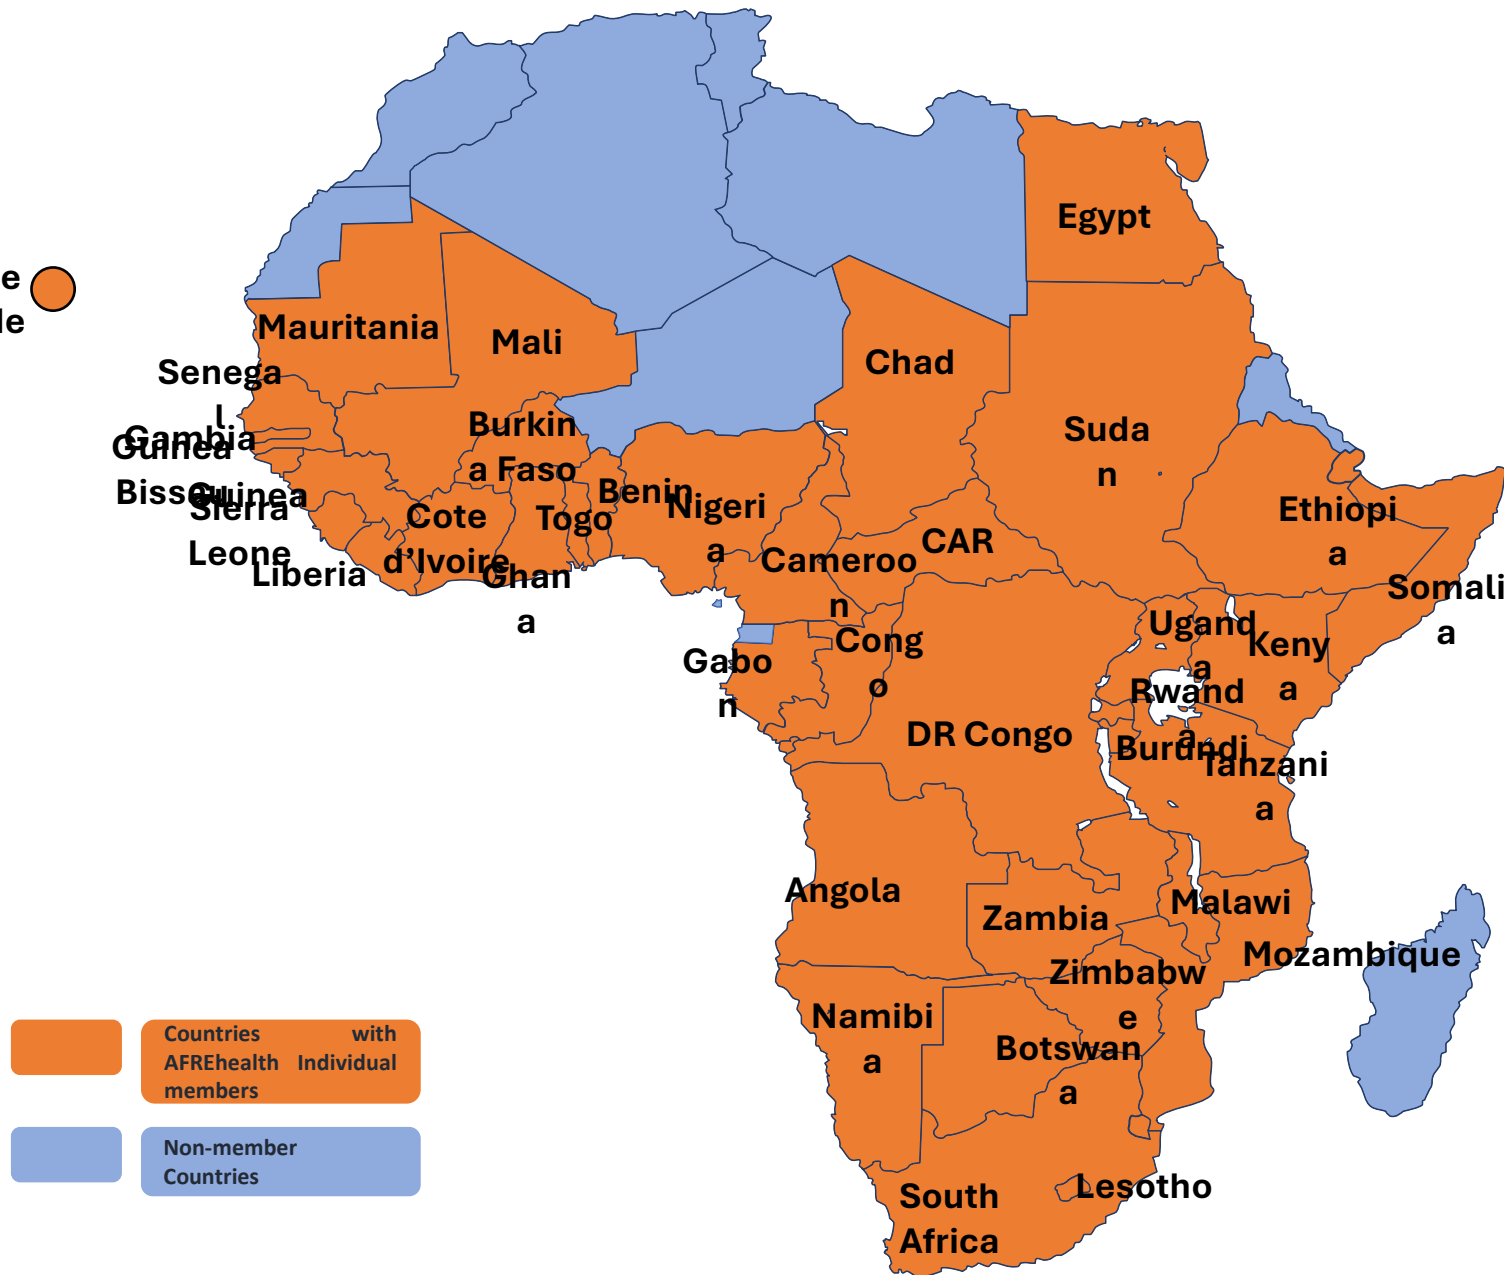 Egypt
e
de
Mauritania
Mali
Chad
Senega
l
Gambia
Guinea
Bissau
Guinea
Sierra
Leone
Liberia
Burkin
a Faso
Cote
d’Ivoire
Ghan
a
Togo
Benin
Nigeri
a
Suda
n
Ethiopi
a
CAR
Cameroo
n
Somali
a
Ugand
a
Keny
a
Gabo
n
Cong
o
Rwand
a
DR Congo
Burundi
Tanzani
a
Angola
Zambia
Malawi
Mozambique
Zimbabw
e
Namibi
a
Botswan
a
Lesotho
South
Africa
Countries with
AFREhealth Individual
members
Non-member
Countries